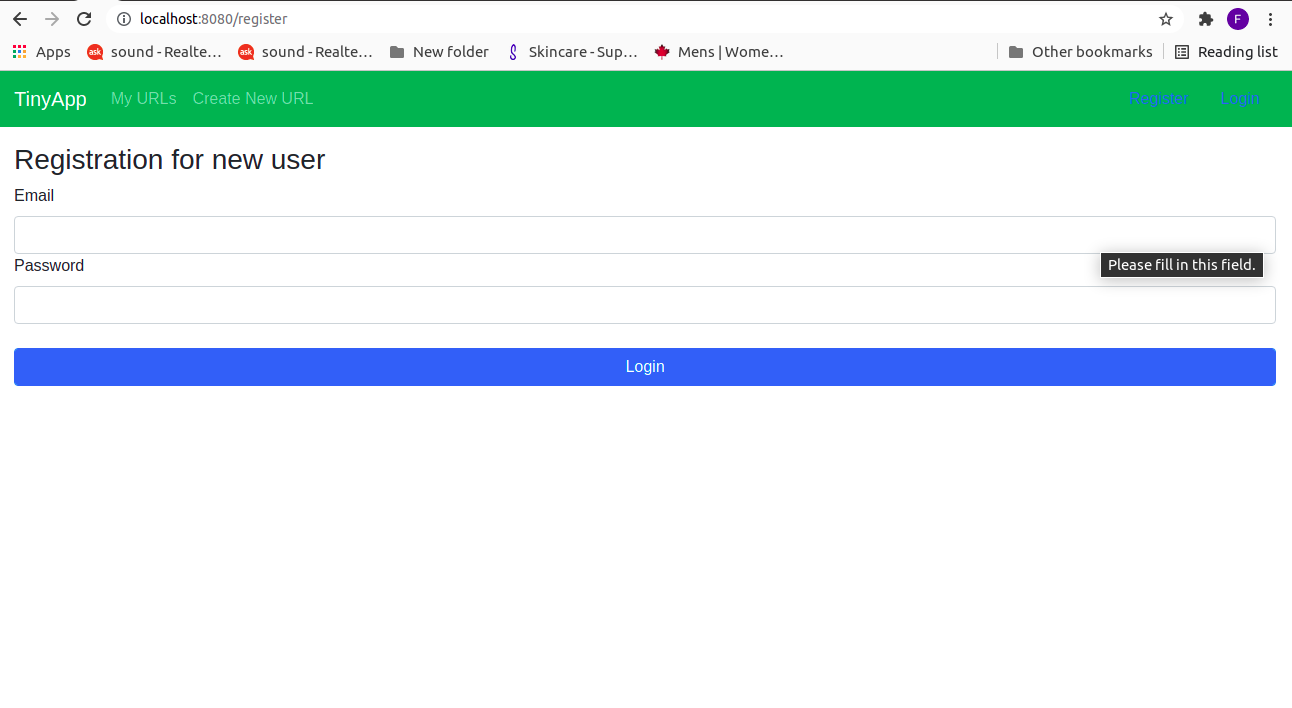 localhost:8080/register
F
Apps ask sound - Realte… ask sound - Realte… New folder Skincare - Sup… Mens | Wome… Other bookmarks Reading list
TinyApp My URLs Create New URL Register Login
Registration for new user
Email
Password
Please fill in this field.
Login